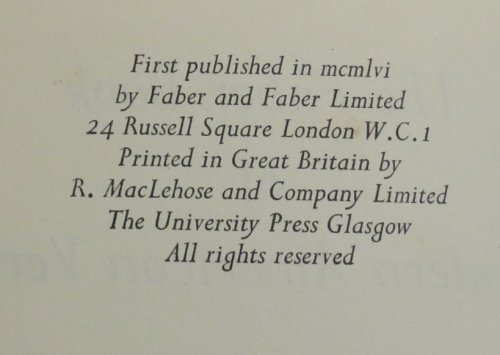 First published in mcmlvi
by Faber and Faber Limited
24 Russell Square London W.C.1
Printed in Great Britain by
R. MacLehose and Company Limited
The University Press Glasgow
All rights reserved